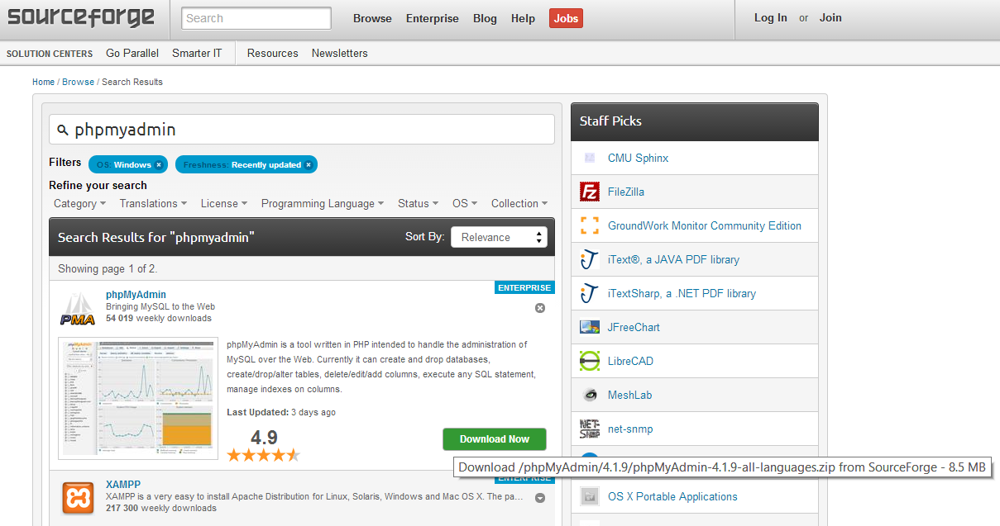 sourceforge
Search
Browse Enterprise Blog Help Jobs
Log In or Join
SOLUTION CENTERS Go Parallel Smarter IT Resources Newsletters
Home / Browse / Search Results
phpmyadmin
Filters OS: Windows Freshness: Recently updated
Refine your search
Category Translations License Programming Language Status OS Collection
Search Results for "phpmyadmin" Sort By: Relevance
Showing page 1 of 2.
ENTERPRISE
PMA
phpMyAdmin
Bringing MySQL to the Web
54 019 weekly downloads
phpMyAdmin is a tool written in PHP intended to handle the administration of
MySQL over the Web. Currently it can create and drop databases,
create/drop/alter tables, delete/edit/add columns, execute any SQL statement,
manage indexes on columns.
Last Updated: 3 days ago
4.9
Download Now
Download /phpMyAdmin/4.1.9/phpMyAdmin-4.1.9-all-languages.zip from SourceForge - 8.5 MB
ENTERPRISE
XAMPP
XAMPP is a very easy to install Apache Distribution for Linux, Solaris, Windows and Mac OS X. The pa...
217 300 weekly downloads
Staff Picks
CMU Sphinx
Fz
FileZilla
GroundWork Monitor Community Edition
iText®, a JAVA PDF library
iTextSharp, a .NET PDF library
JFreeChart
LibreCAD
MeshLab
NET-
SNMP
net-snmp
OS X Portable Applications